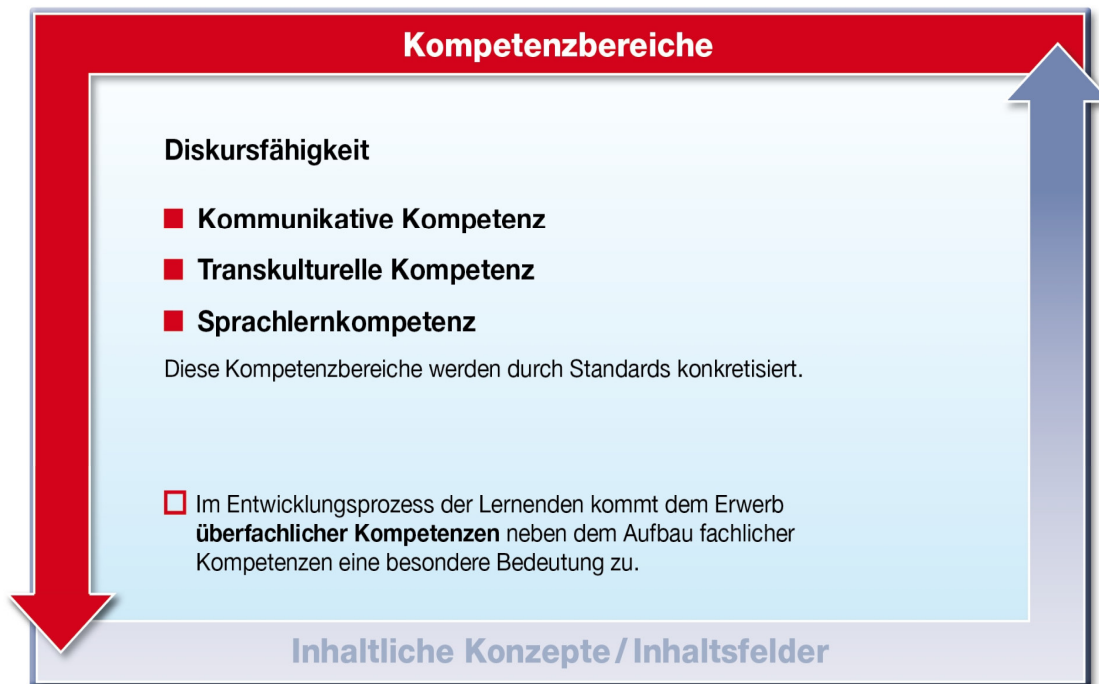 Kompetenzbereiche
Diskursfähigkeit
Kommunikative Kompetenz
Transkulturelle Kompetenz
Sprachlernkompetenz
Diese Kompetenzbereiche werden durch Standards konkretisiert.
Im Entwicklungsprozess der Lernenden kommt dem Erwerb
überfachlicher Kompetenzen neben dem Aufbau fachlicher
Kompetenzen eine besondere Bedeutung zu.
Inhaltliche Konzepte/Inhaltsfelder